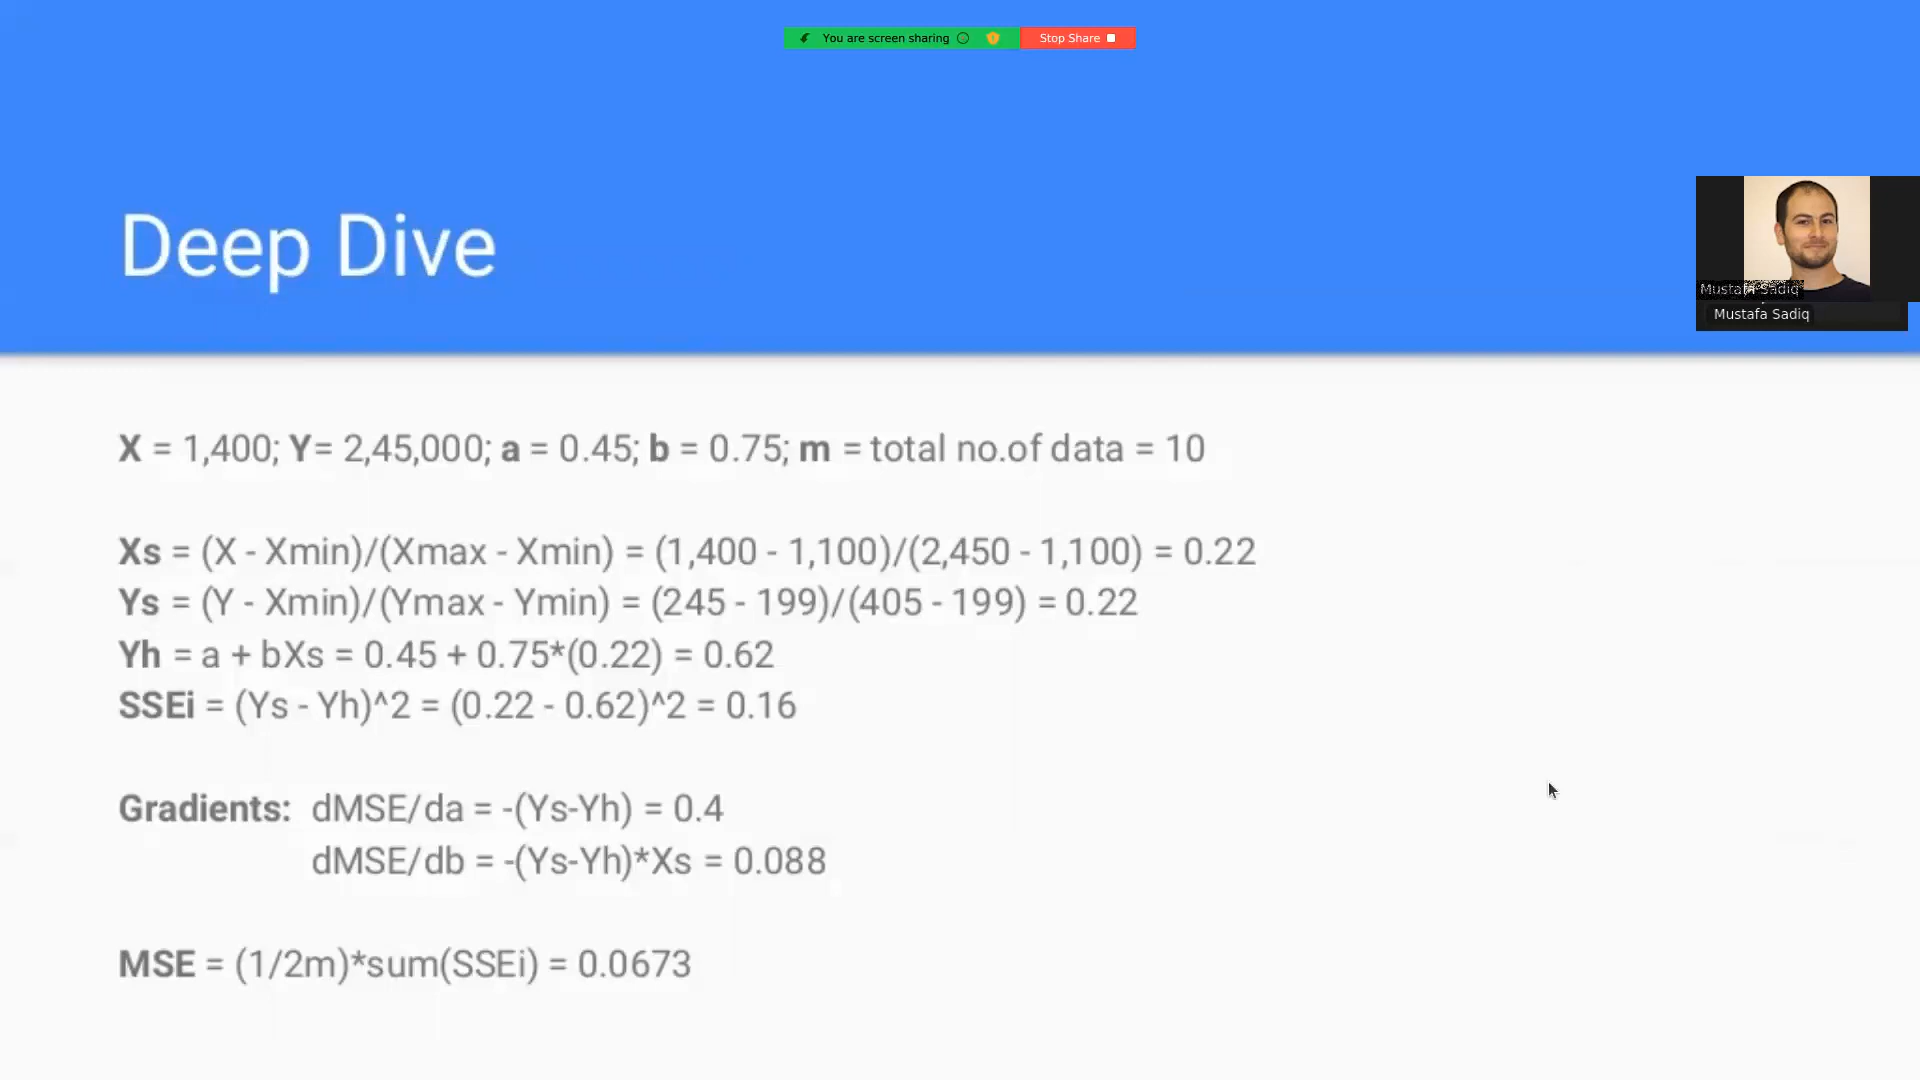 You are screen sharing
Stop Share
Deep Dive
Mustafa Sadiq
Mustafa Sadiq
X = 1,400; Y= 2,45,000; a = 0.45; b = 0.75; m = total no.of data = 10
Xs = (X - Xmin)/(Xmax - Xmin) = (1,400 - 1,100)/(2,450 - 1,100) = 0.22
Ys = (Y - Xmin)/(Ymax - Ymin) = (245 - 199)/(405 - 199) = 0.22
Yh = a + bXs = 0.45 + 0.75*(0.22) = 0.62
SSEi = (Ys - Yh)^2 = (0.22 - 0.62)^2 = 0.16
Gradients: dMSE/da = -(Ys-Yh) = 0.4
dMSE/db = -(Ys-Yh)*Xs = 0.088
MSE = (1/2m)*sum(SSEi) = 0.0673